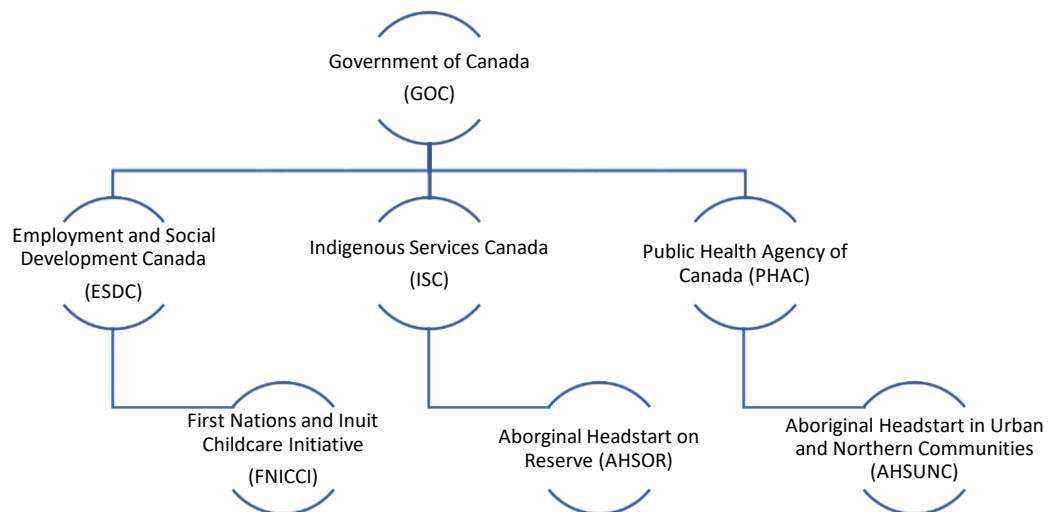 Government of Canada
(GOC)
Employment and Social
Development Canada
(ESDC)
Indigenous Services Canada
(ISC)
Public Health Agency of
Canada (PHAC)
First Nations and Inuit
Childcare Initiative
(FNICCI)
Aborginal Headstart on
Reserve (AHSOR)
Aboriginal Headstart in Urban
and Northern Communities
(AHSUNC)